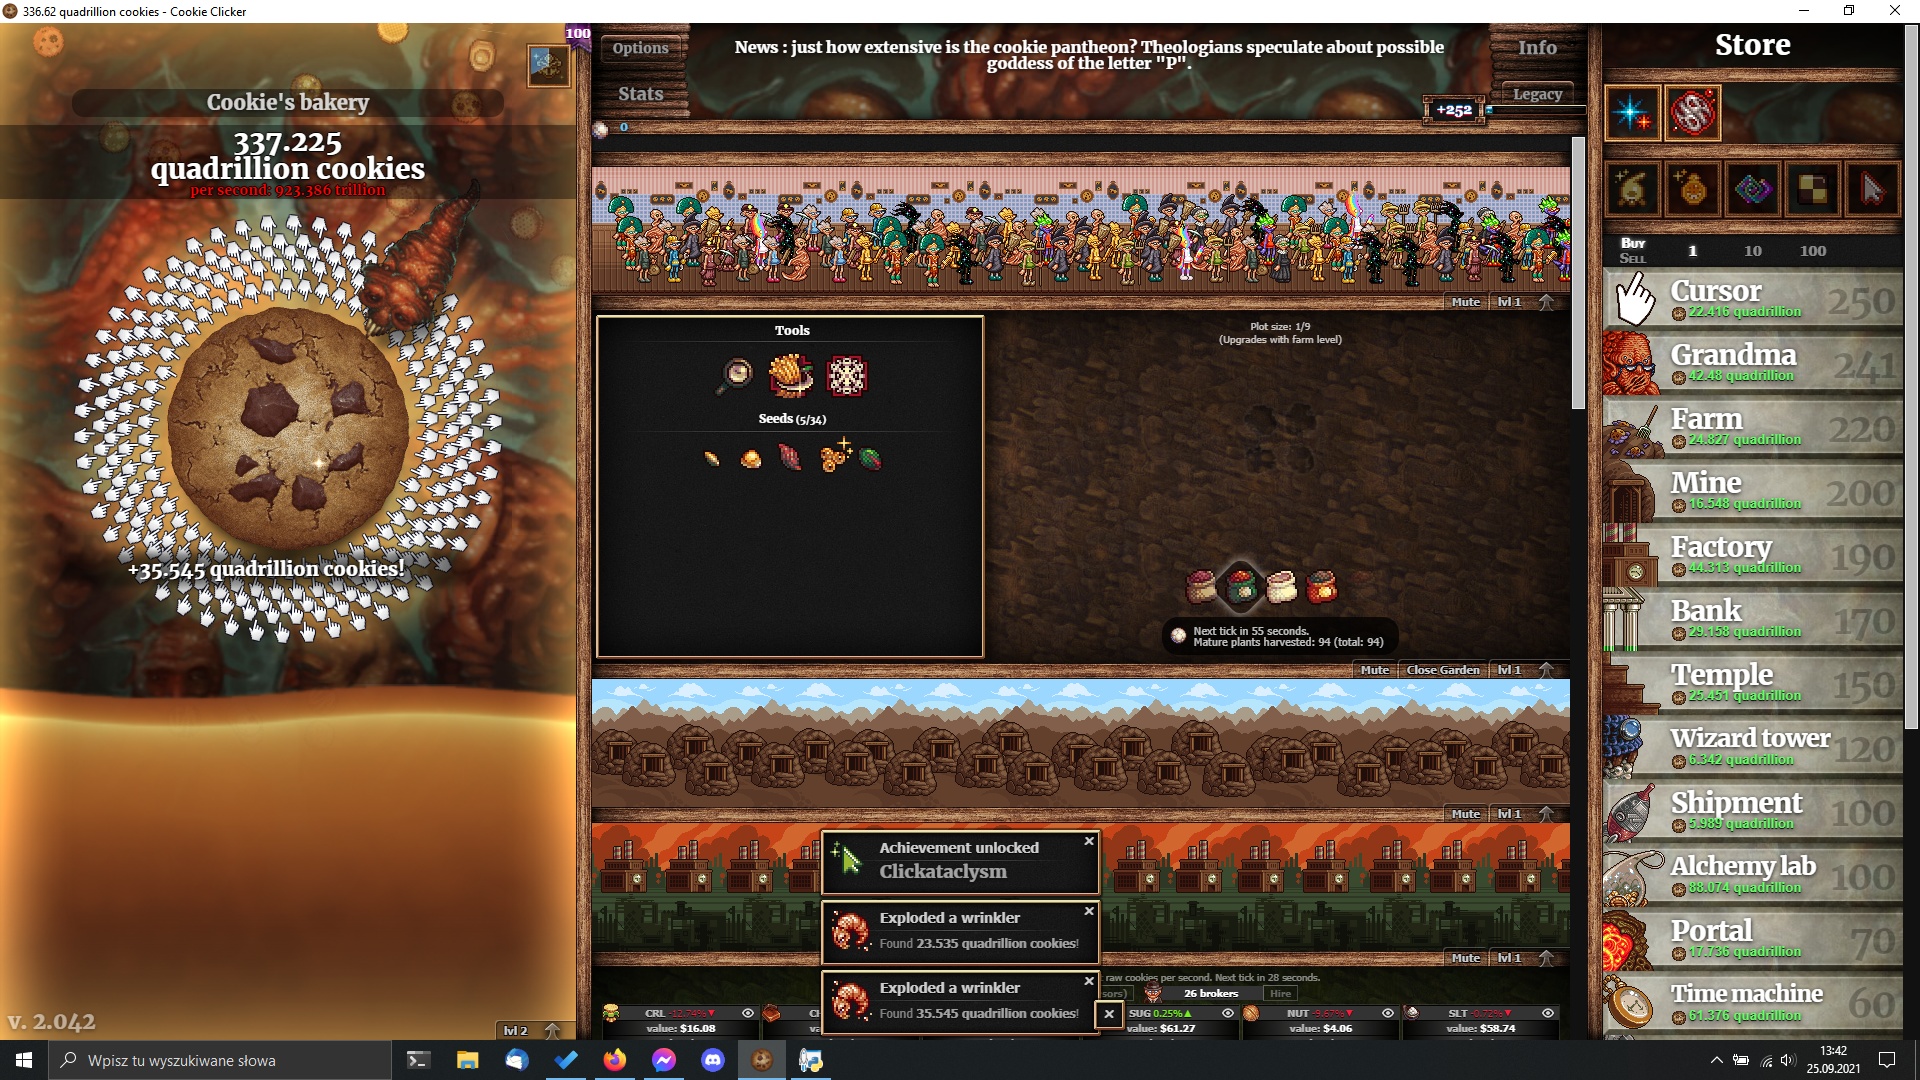 336.62 quadrillion cookies - Cookie Clicker
100
Cookie's bakery
337.225
quadrillion cookies
per second: 923.386 trillion
+35.545 quadrillion cookies!
v. 2.042
lvl 2
Options
Stats
News : just how extensive is the cookie pantheon? Theologians speculate about possible
goddess of the letter "P".
Info
Legacy
+252
0
Mute
lvl 1
Tools
Seeds (5/34)
Plot size: 1/9
(Upgrades with farm level)
Next tick in 55 seconds.
Mature plants harvested: 94 (total: 94)
Mute
Close Garden
lvl 1
Mute
lvl 1
Achievement unlocked
Clickataclysm
Exploded a wrinkler
Found 23.535 quadrillion cookies!
Exploded a wrinkler
Found 35.545 quadrillion cookies!
Mute
lvl 1
raw cookies per second. Next tick in 28 seconds.
26 brokers
Hire
CRL -12.74%▼
value: $16.08
SUG 0.25%▲
value: $61.27
NUT -9.67%▼
value: $4.06
SLT -0.72%▼
value: $58.74
Store
Buy
Sell
1
10
100
Cursor
22.416 quadrillion
250
Grandma
42.48 quadrillion
241
Farm
24.827 quadrillion
220
Mine
16.548 quadrillion
200
Factory
44.313 quadrillion
190
Bank
29.158 quadrillion
170
Temple
25.451 quadrillion
150
Wizard tower
6.342 quadrillion
120
Shipment
5.989 quadrillion
100
Alchemy lab
88.074 quadrillion
100
Portal
17.736 quadrillion
70
Time machine
61.376 quadrillion
60
Wpisz tu wyszukiwane słowa
13:42
25.09.2021